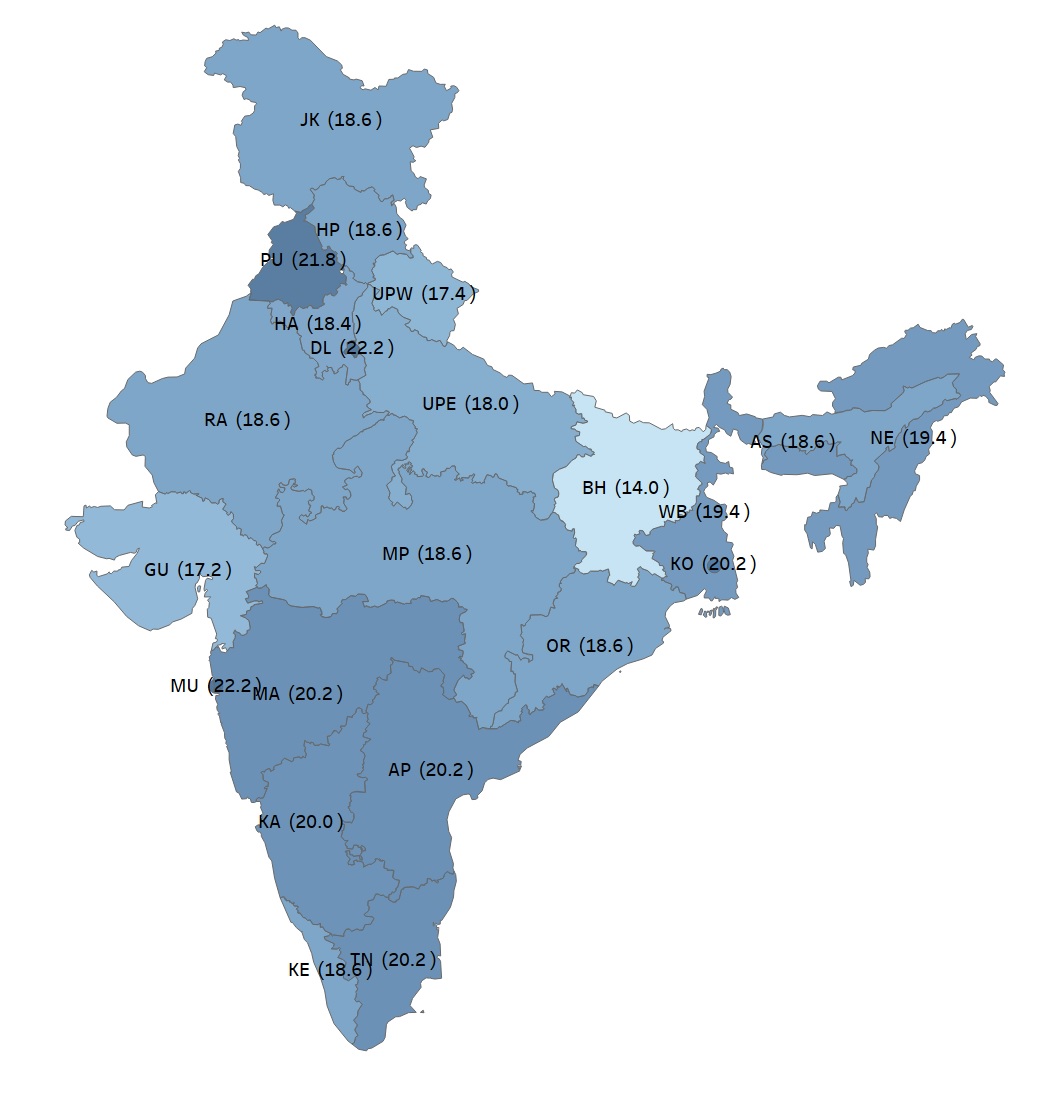 JK (18.6)
HP (18.6)
PU (21.8)
UPW (17.4)
HA (18.4)
DL (22.2)
UPE (18.0)
RA (18.6)
AS (18.6)
NE (19.4)
BH (14.0)
WB (19.4)
MP (18.6)
KO (20.2)
GU (17.2)
OR (18.6)
MU (22.2)
MA (20.2)
AP (20.2)
KA (20.0)
TN (20.2)
KE (18.6)